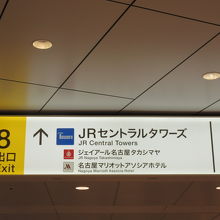 8
出口
Exit
↑
Towers
JRセントラルタワーズ
JR Central Towers
ジェイアール名古屋タカシマヤ
JR Nagoya Takashimaya
名古屋マリオットアソシアホテル
Nagoya Marriott Associa Hotel